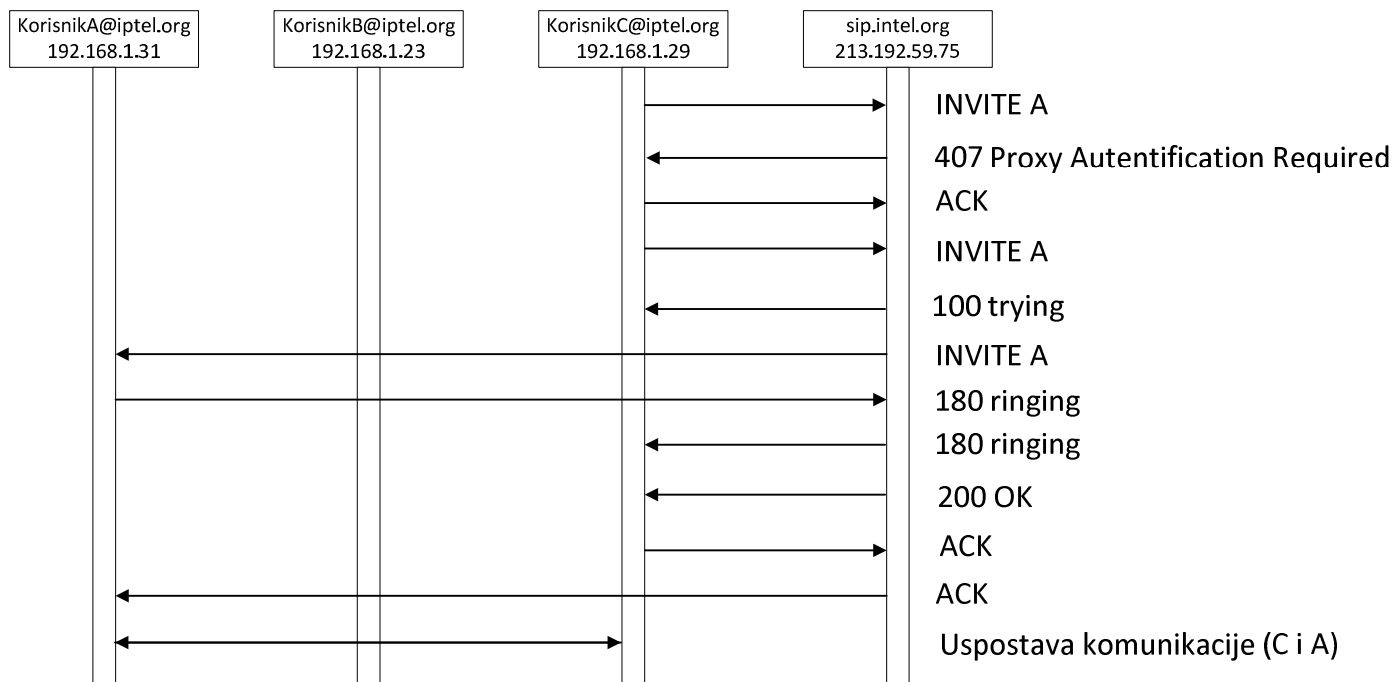 KorisnikA@iptel.org
192.168.1.31
KorisnikB@iptel.org
192.168.1.23
KorisnikC@iptel.org
192.168.1.29
sip.intel.org
213.192.59.75
INVITE A
407 Proxy Autentification Required
ACK
INVITE A
100 trying
INVITE A
180 ringing
180 ringing
200 OK
ACK
ACK
Uspostava komunikacije (C i A)